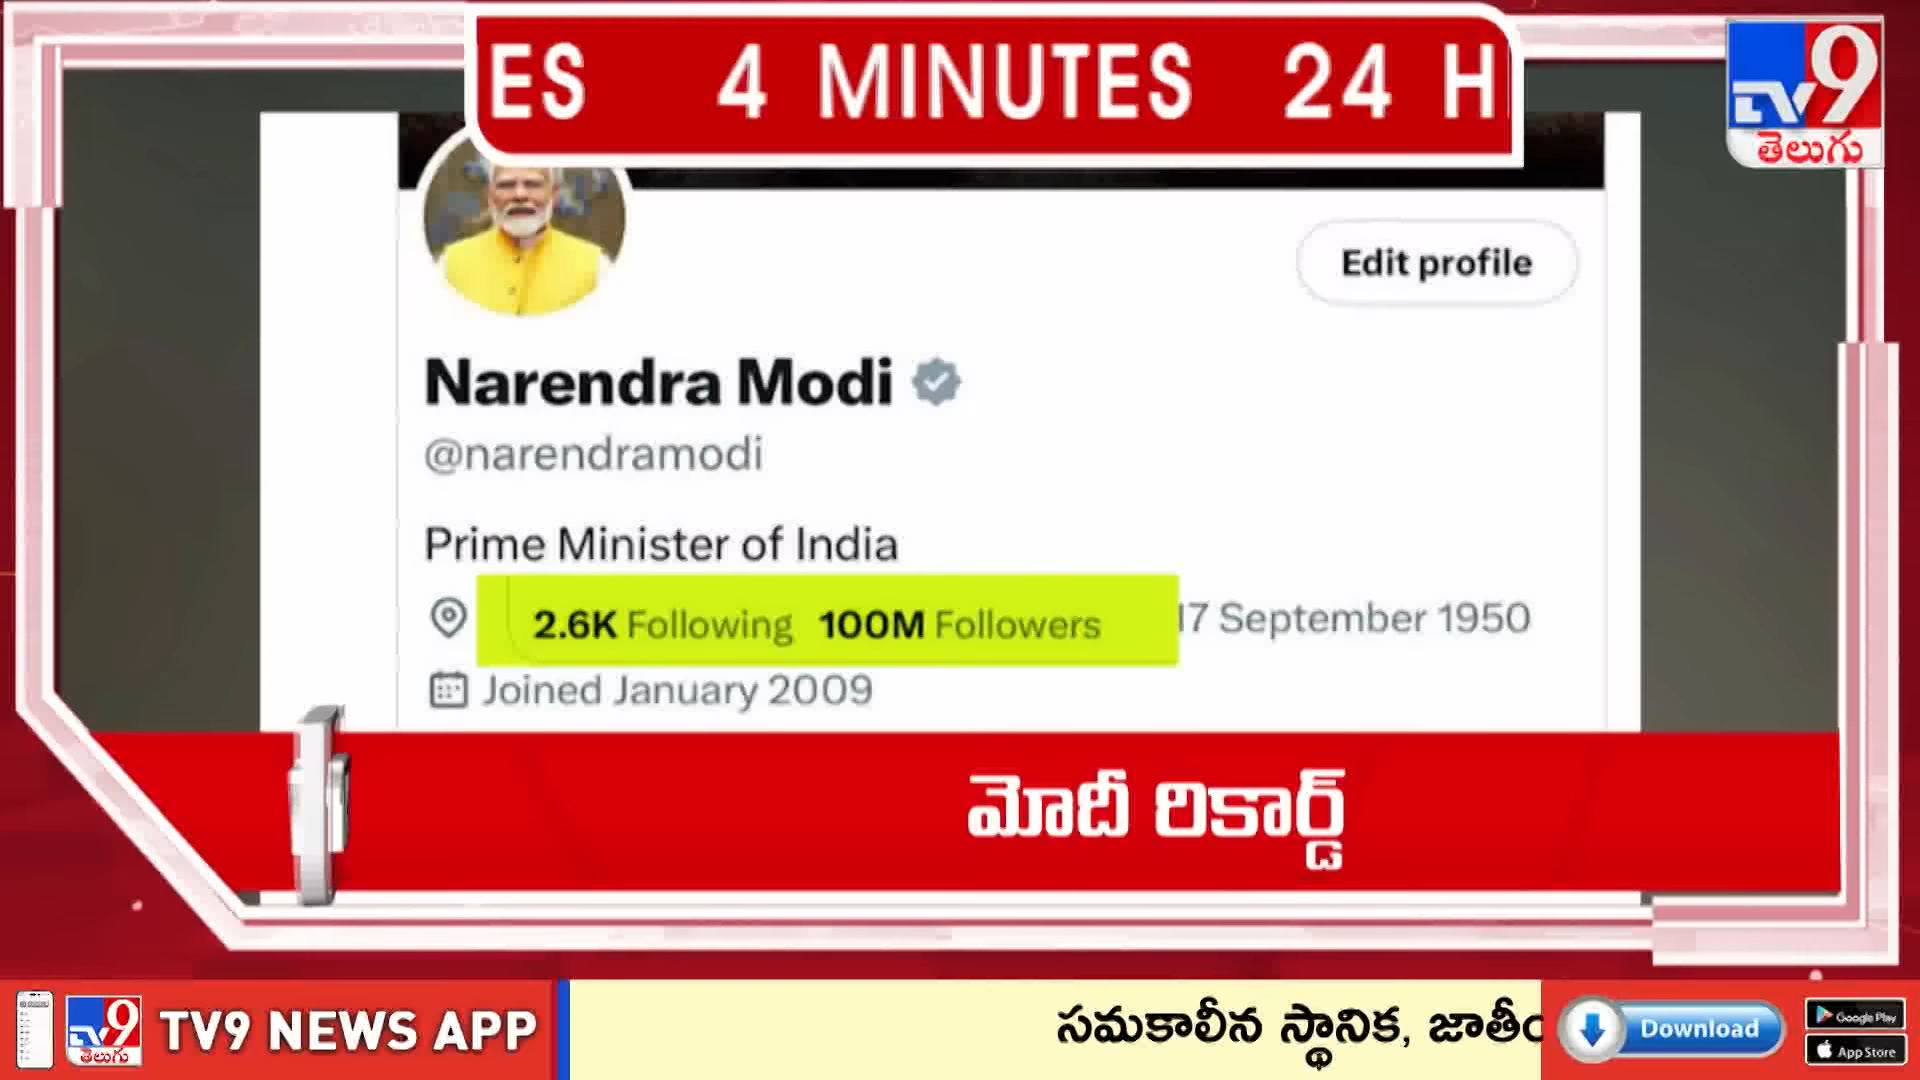 ES 4 MINUTES 24 H
TV9
తెలుగు
Edit profile
Narendra Modi
@narendramodi
Prime Minister of India
2.6K Following 100M Followers
17 September 1950
Joined January 2009
మోదీ రికార్డ్
TV9
తెలుగు
TV9 NEWS APP
సమకాలీన స్థానిక,
Download
Google Play
App Store